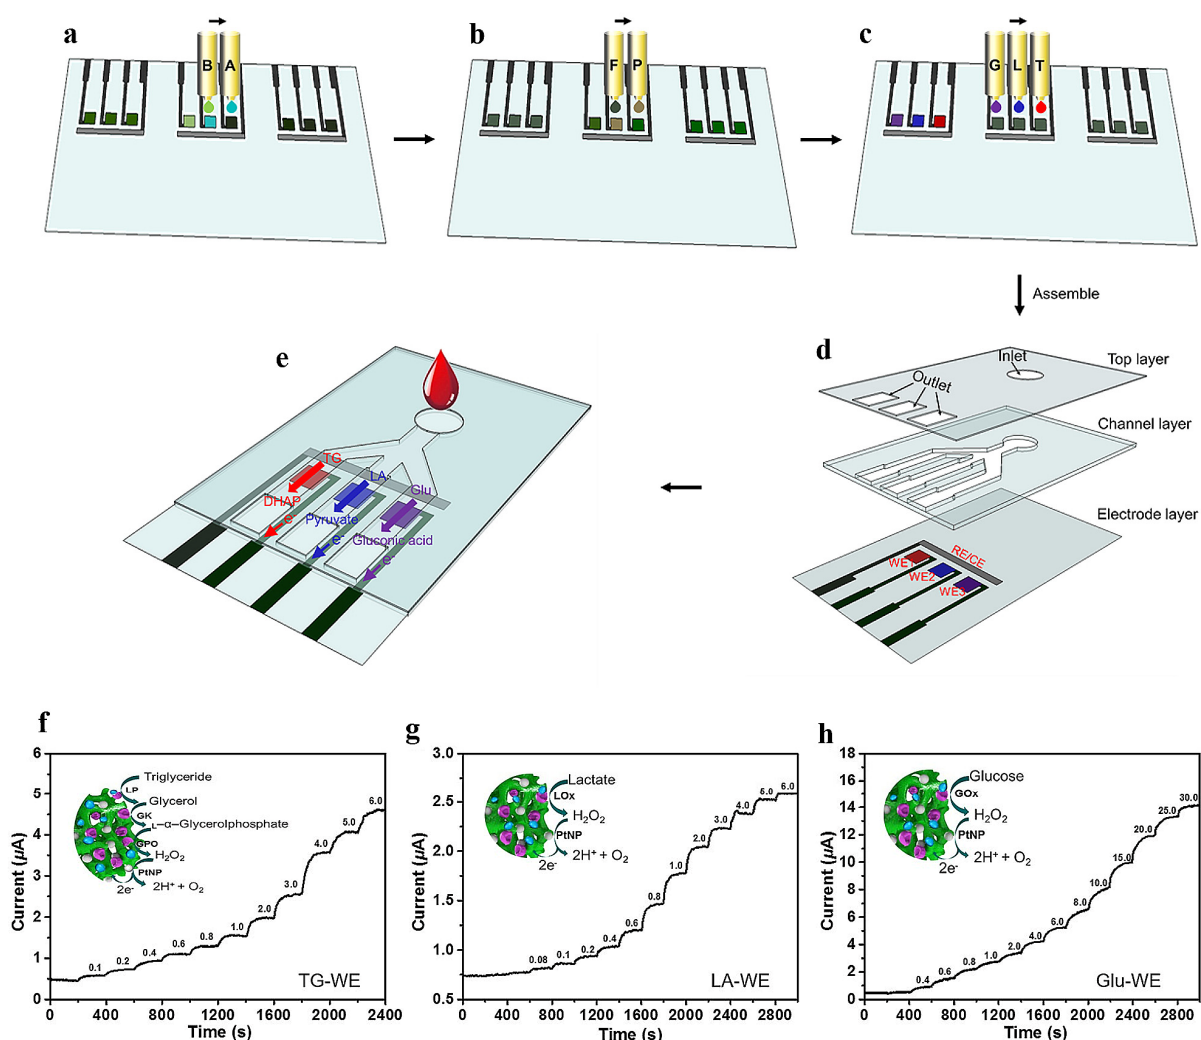 a
B A
b
F P
c
G L T
Assemble
d
Inlet
Top layer
Outlet
Channel layer
Electrode layer
RE/CE
WE1
WE2
WE3
e
TG
LA
Glu
DHAP
e-
Pyruvate
e-
Gluconic acid
e-
f
Current (μA)
6
5
4
3
2
1
0
Triglyceride
LP
Glycerol
GK
L–α–Glycerolphosphate
GPO
H₂O₂
PtNP
2e⁻
2H⁺ + O₂
0.1 0.2 0.4 0.6 0.8 1.0 2.0 3.0 4.0 5.0 6.0
TG-WE
0 400 800 1200 1600 2000 2400
Time (s)
g
Current (μA)
3.0
2.5
2.0
1.5
1.0
0.5
Lactate
LOx
H₂O₂
PtNP
2H⁺ + O₂
2e⁻
0.08 0.1 0.2 0.4 0.6 0.8 1.0 2.0 3.0 4.0 5.0 6.0
LA-WE
0 400 800 1200 1600 2000 2400 2800
Time (s)
h
Current (μA)
18
16
14
12
10
8
6
4
2
0
Glucose
GOx
H₂O₂
PtNP
2H⁺ + O₂
2e⁻
0.4 0.6 0.8 1.0 2.0 4.0 6.0 8.0 10.0 15.0 20.0 25.0 30.0
Glu-WE
0 400 800 1200 1600 2000 2400 2800
Time (s)